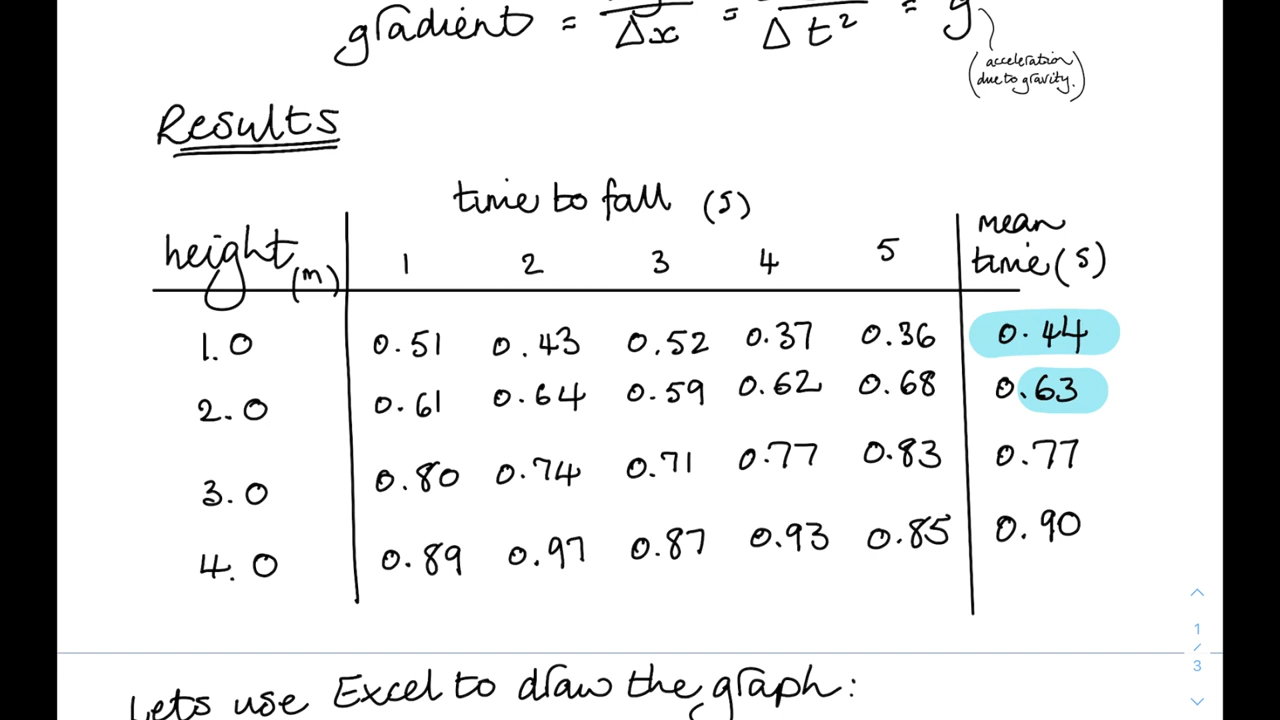 gradient = Δx = Δt² = g
(acceleration
due to gravity.)
Results
time to fall (s)
height (m) 1 2 3 4 5 mean time (s)
1.0 0.51 0.43 0.52 0.37 0.36 0.44
2.0 0.61 0.64 0.59 0.62 0.68 0.63
3.0 0.80 0.74 0.71 0.77 0.83 0.77
4.0 0.89 0.97 0.87 0.93 0.85 0.90
1
/
3
Lets use Excel to draw the graph: